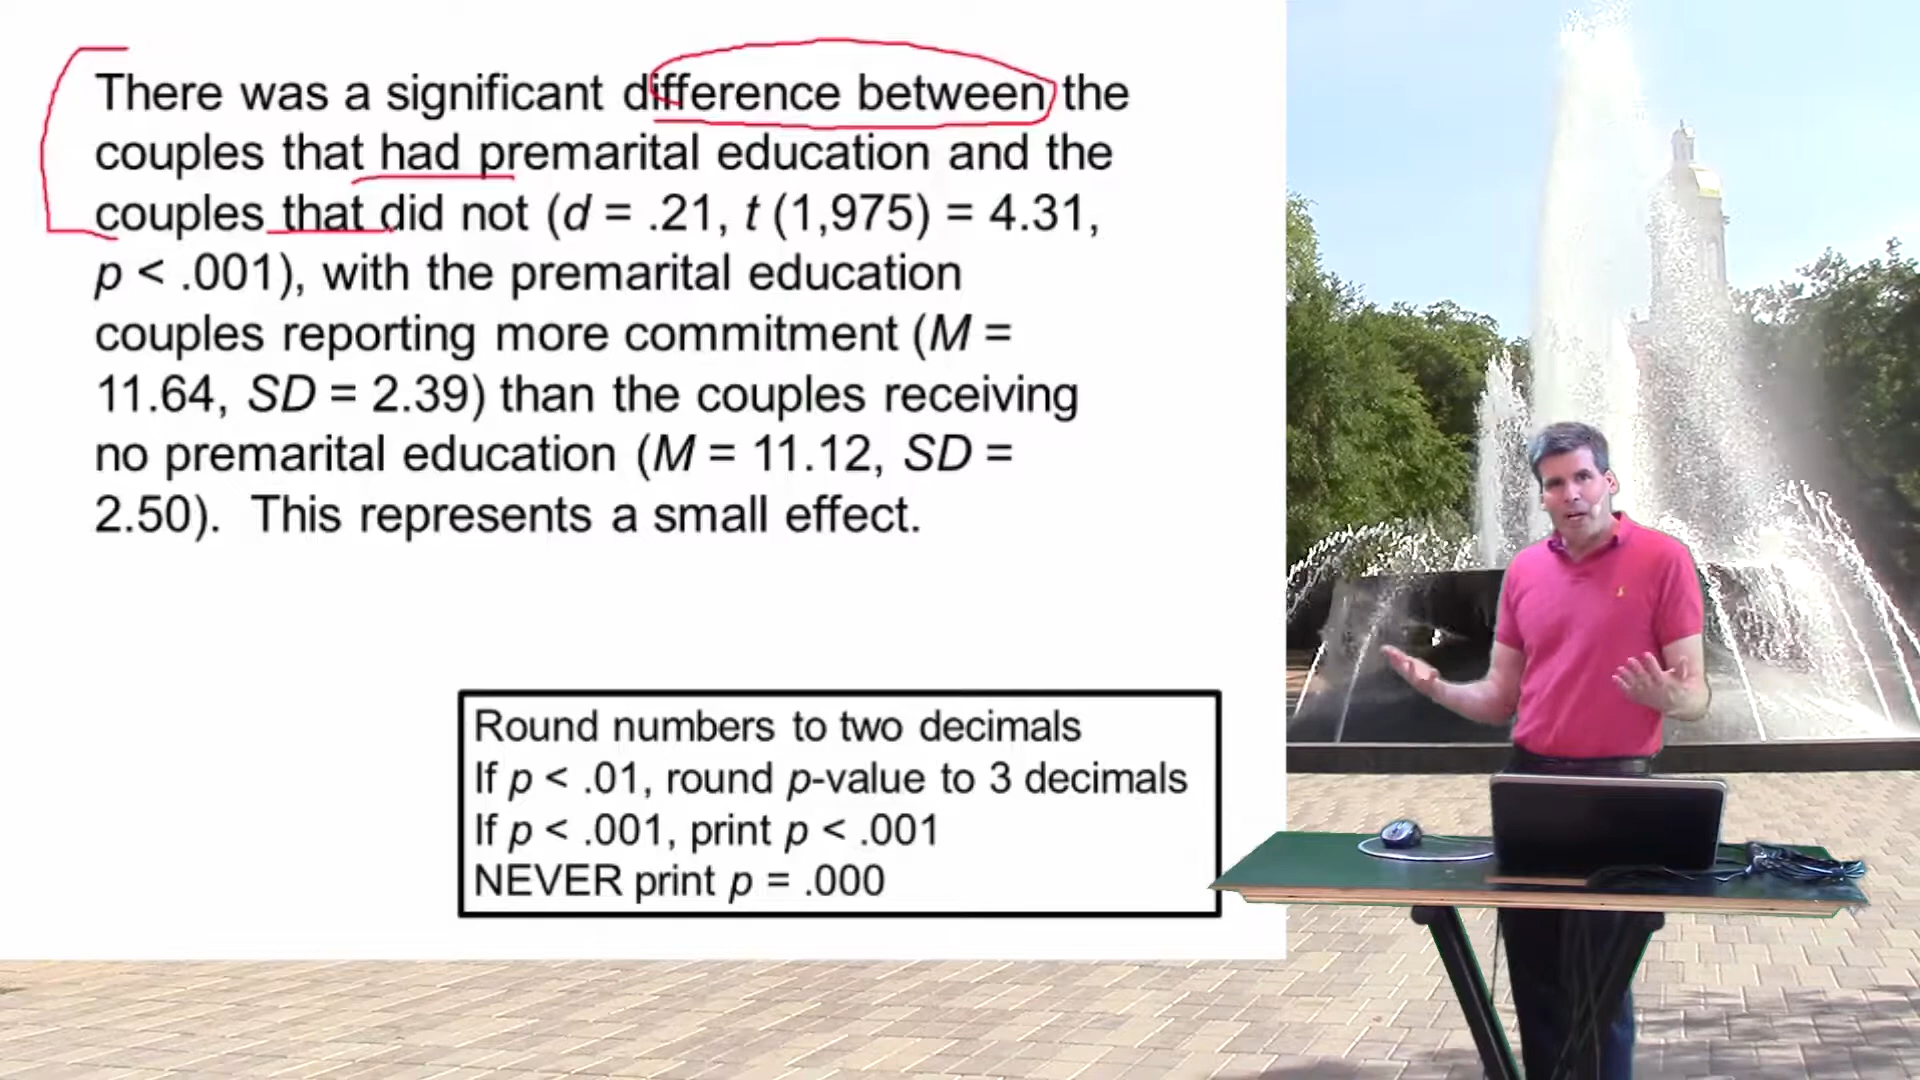 There was a significant difference between the
couples that had premarital education and the
couples that did not (d = .21, t (1,975) = 4.31,
p < .001), with the premarital education
couples reporting more commitment (M =
11.64, SD = 2.39) than the couples receiving
no premarital education (M = 11.12, SD =
2.50).  This represents a small effect.
Round numbers to two decimals
If p < .01, round p-value to 3 decimals
If p < .001, print p < .001
NEVER print p = .000